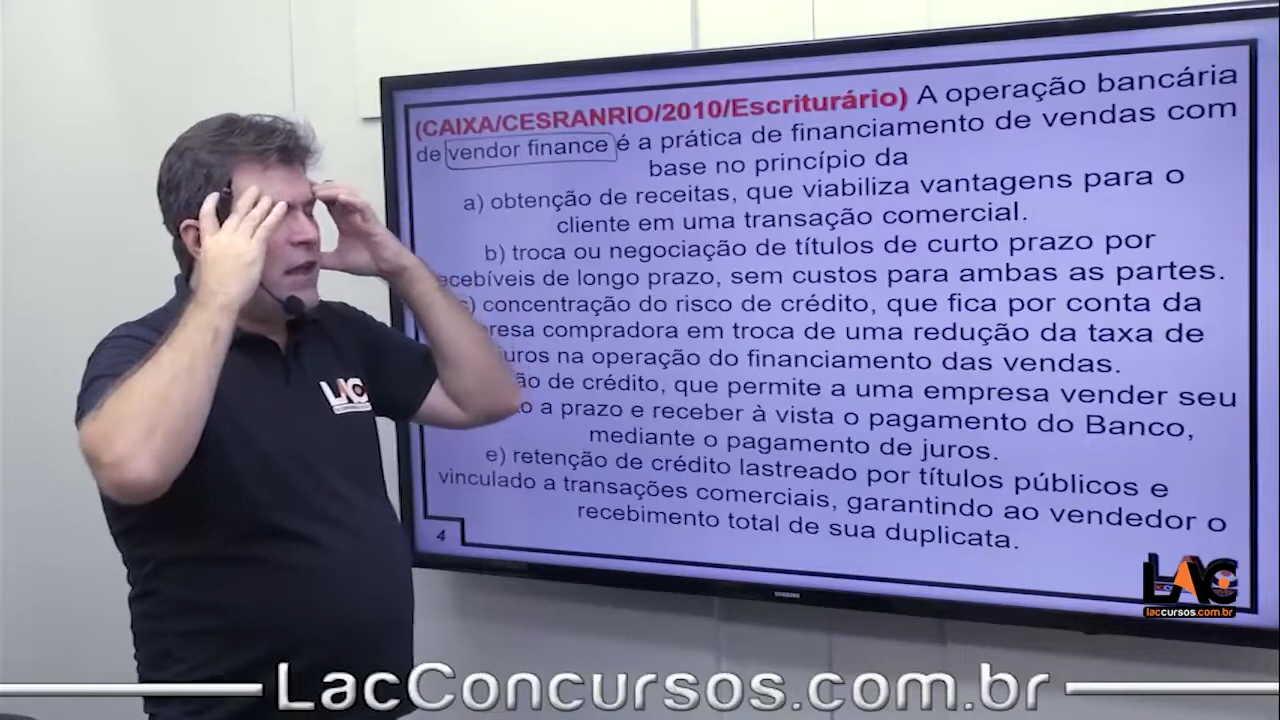 (CAIXA/CESRANRIO/2010/Escriturário) A operação bancária
de vendor finance é a prática de financiamento de vendas com
base no princípio da
a) obtenção de receitas, que viabiliza vantagens para o
cliente em uma transação comercial.
b) troca ou negociação de títulos de curto prazo por
ecebíveis de longo prazo, sem custos para ambas as partes.
c) concentração do risco de crédito, que fica por conta da
presa compradora em troca de uma redução da taxa de
juros na operação do financiamento das vendas.
ão de crédito, que permite a uma empresa vender seu
o a prazo e receber à vista o pagamento do Banco,
mediante o pagamento de juros.
e) retenção de crédito lastreado por títulos públicos e
vinculado a transações comerciais, garantindo ao vendedor o
recebimento total de sua duplicata.
4
LAC
LAC
laccursos.com.br
SAMSUNG
LacConcursos.com.br